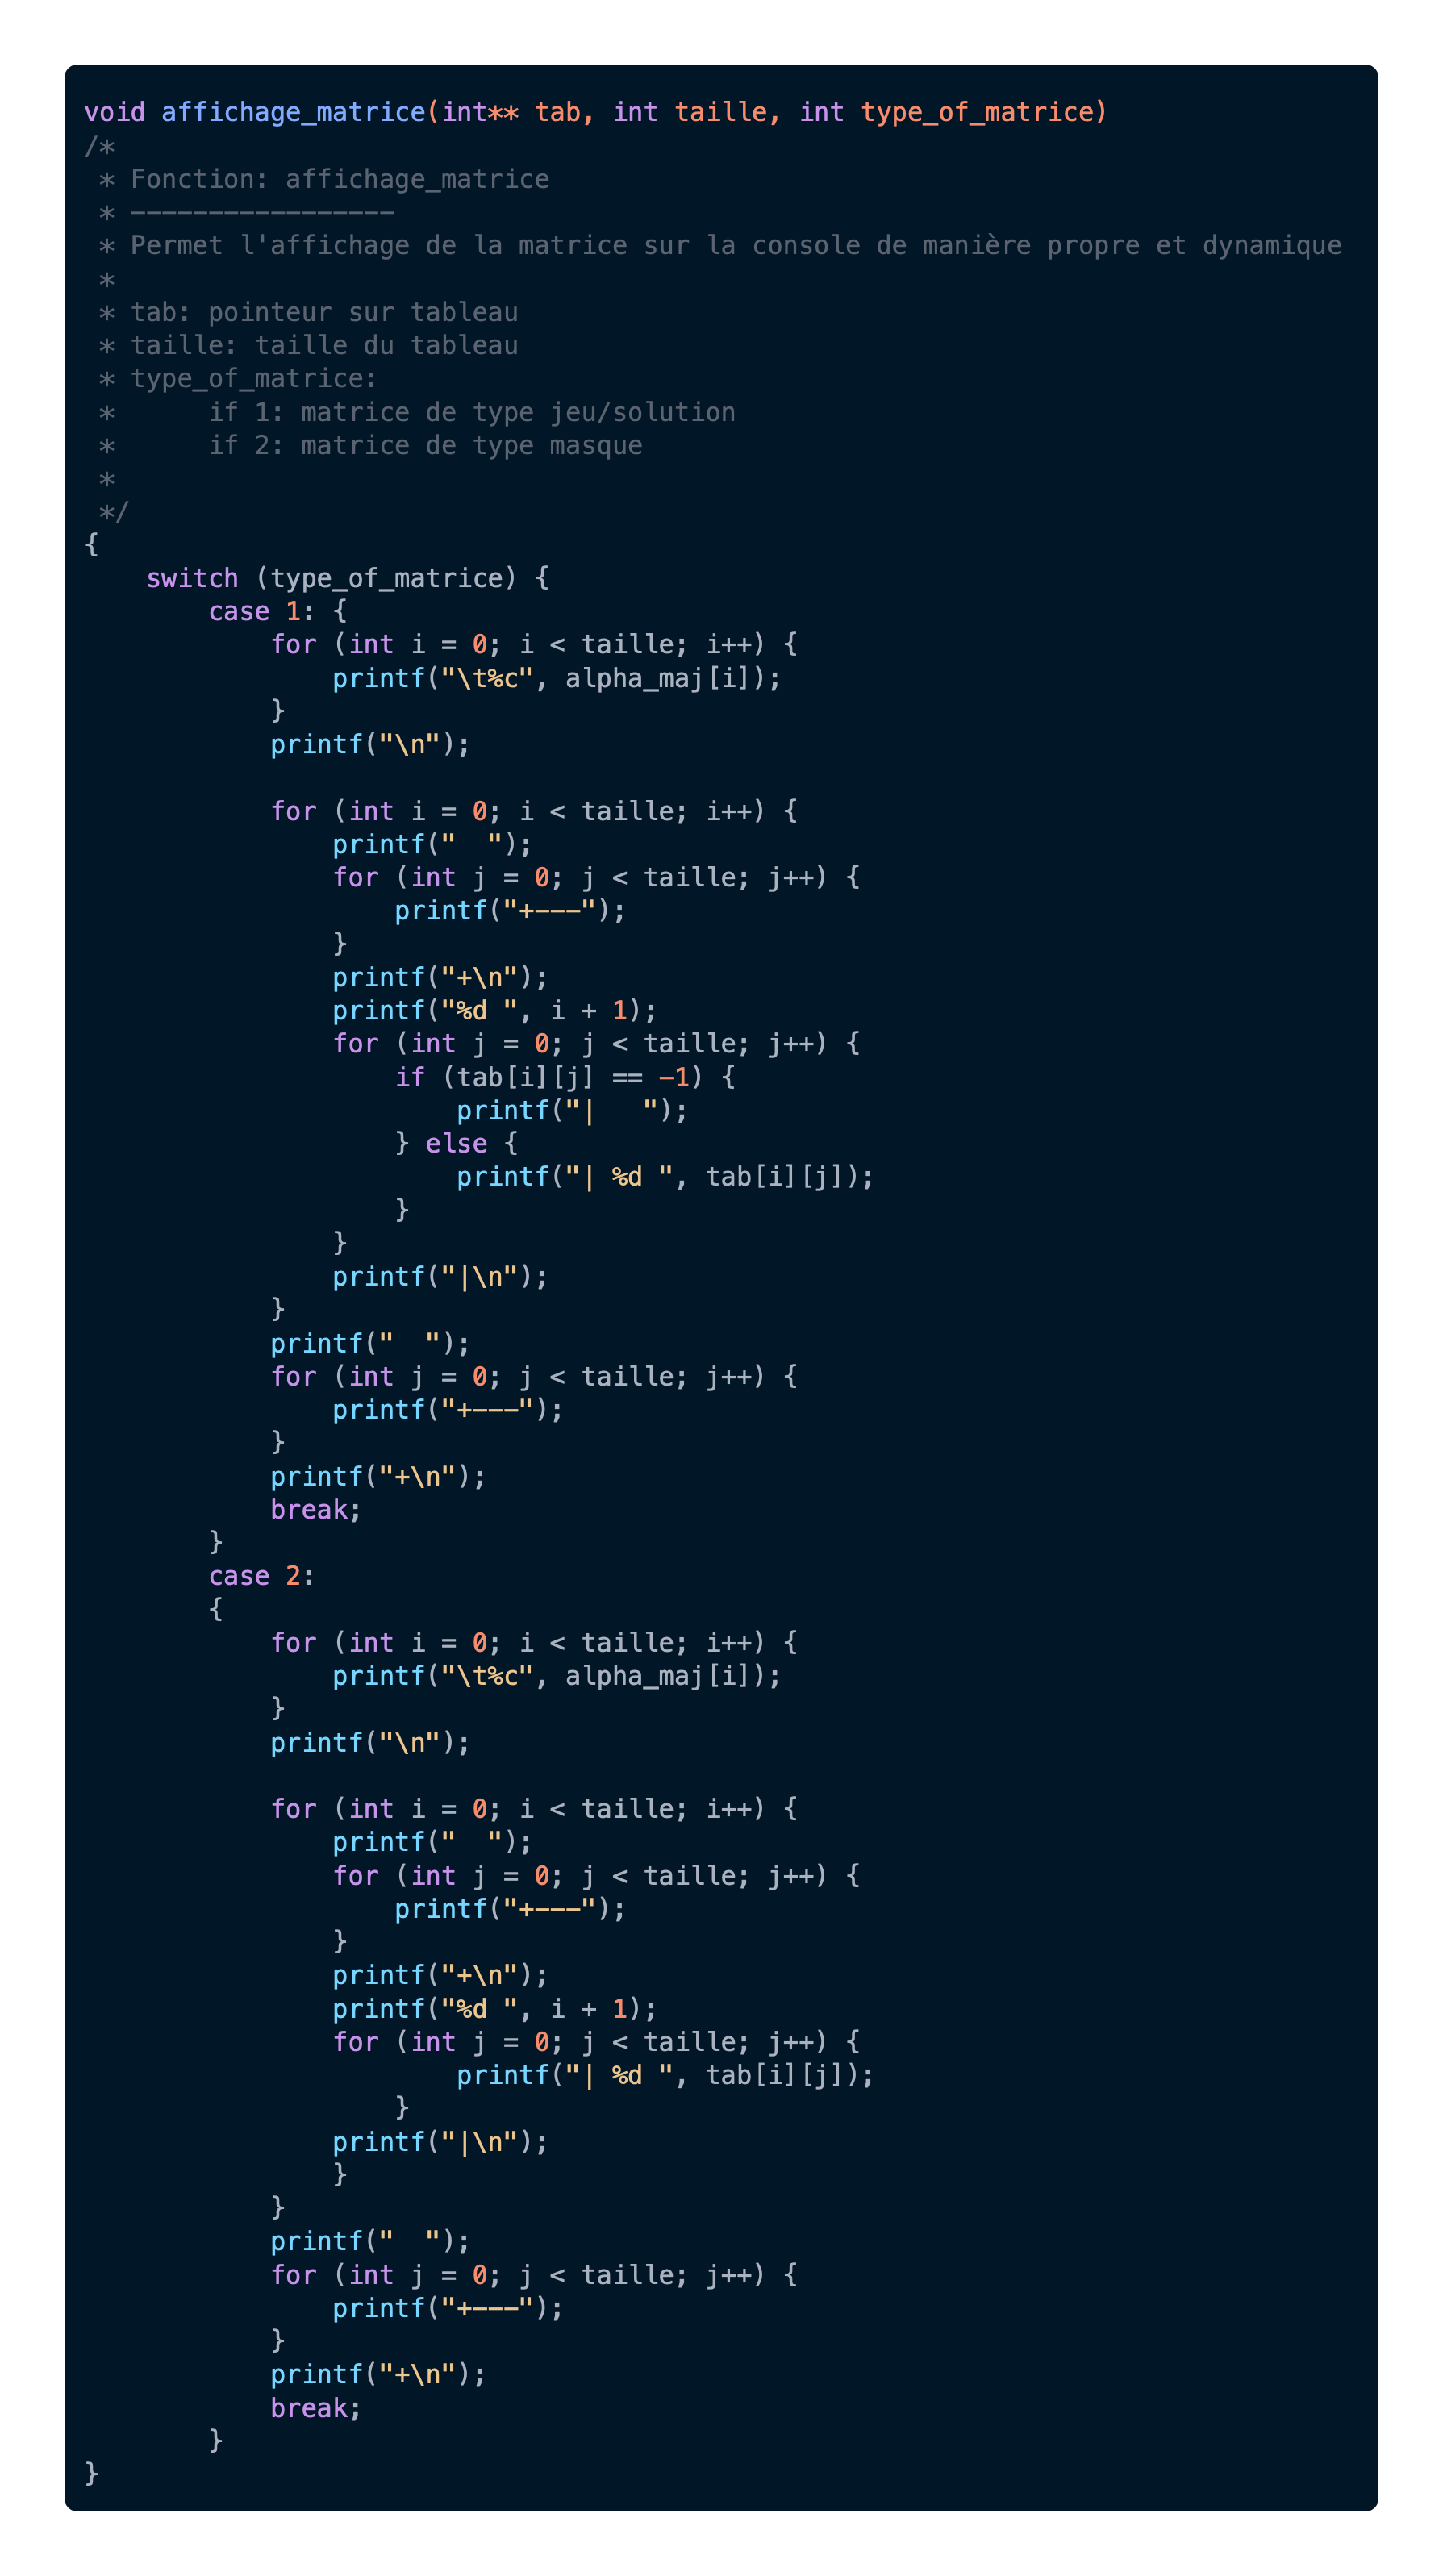 void affichage_matrice(int** tab, int taille, int type_of_matrice)
/*
 * Fonction: affichage_matrice
 * -----------------
 * Permet l'affichage de la matrice sur la console de manière propre et dynamique
 *
 * tab: pointeur sur tableau
 * taille: taille du tableau
 * type_of_matrice:
 *      if 1: matrice de type jeu/solution
 *      if 2: matrice de type masque
 *
 */
{
    switch (type_of_matrice) {
        case 1: {
            for (int i = 0; i < taille; i++) {
                printf("\t%c", alpha_maj[i]);
            }
            printf("\n");

            for (int i = 0; i < taille; i++) {
                printf("  ");
                for (int j = 0; j < taille; j++) {
                    printf("+---");
                }
                printf("+\n");
                printf("%d ", i + 1);
                for (int j = 0; j < taille; j++) {
                    if (tab[i][j] == -1) {
                        printf("|   ");
                    } else {
                        printf("| %d ", tab[i][j]);
                    }
                }
                printf("|\n");
            }
            printf("  ");
            for (int j = 0; j < taille; j++) {
                printf("+---");
            }
            printf("+\n");
            break;
        }
        case 2:
        {
            for (int i = 0; i < taille; i++) {
                printf("\t%c", alpha_maj[i]);
            }
            printf("\n");

            for (int i = 0; i < taille; i++) {
                printf("  ");
                for (int j = 0; j < taille; j++) {
                    printf("+---");
                }
                printf("+\n");
                printf("%d ", i + 1);
                for (int j = 0; j < taille; j++) {
                        printf("| %d ", tab[i][j]);
                    }
                printf("|\n");
                }
            }
            printf("  ");
            for (int j = 0; j < taille; j++) {
                printf("+---");
            }
            printf("+\n");
            break;
        }
}